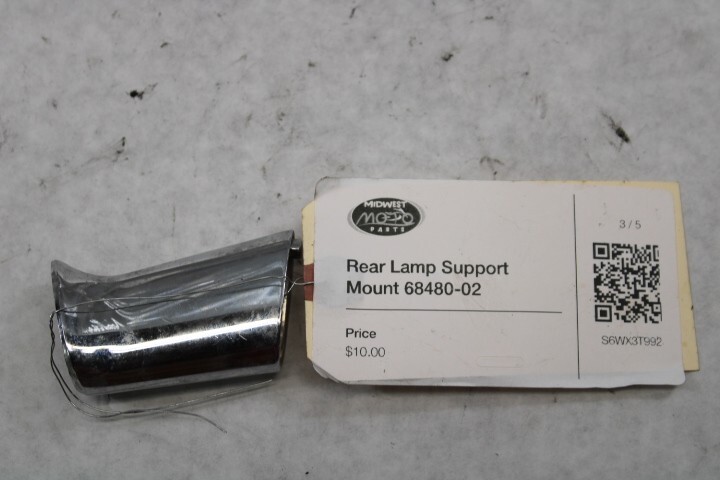 MIDWEST
MOTO
PARTS
Rear Lamp Support
Mount 68480-02
Price
$10.00
3 / 5
S6WX3T992